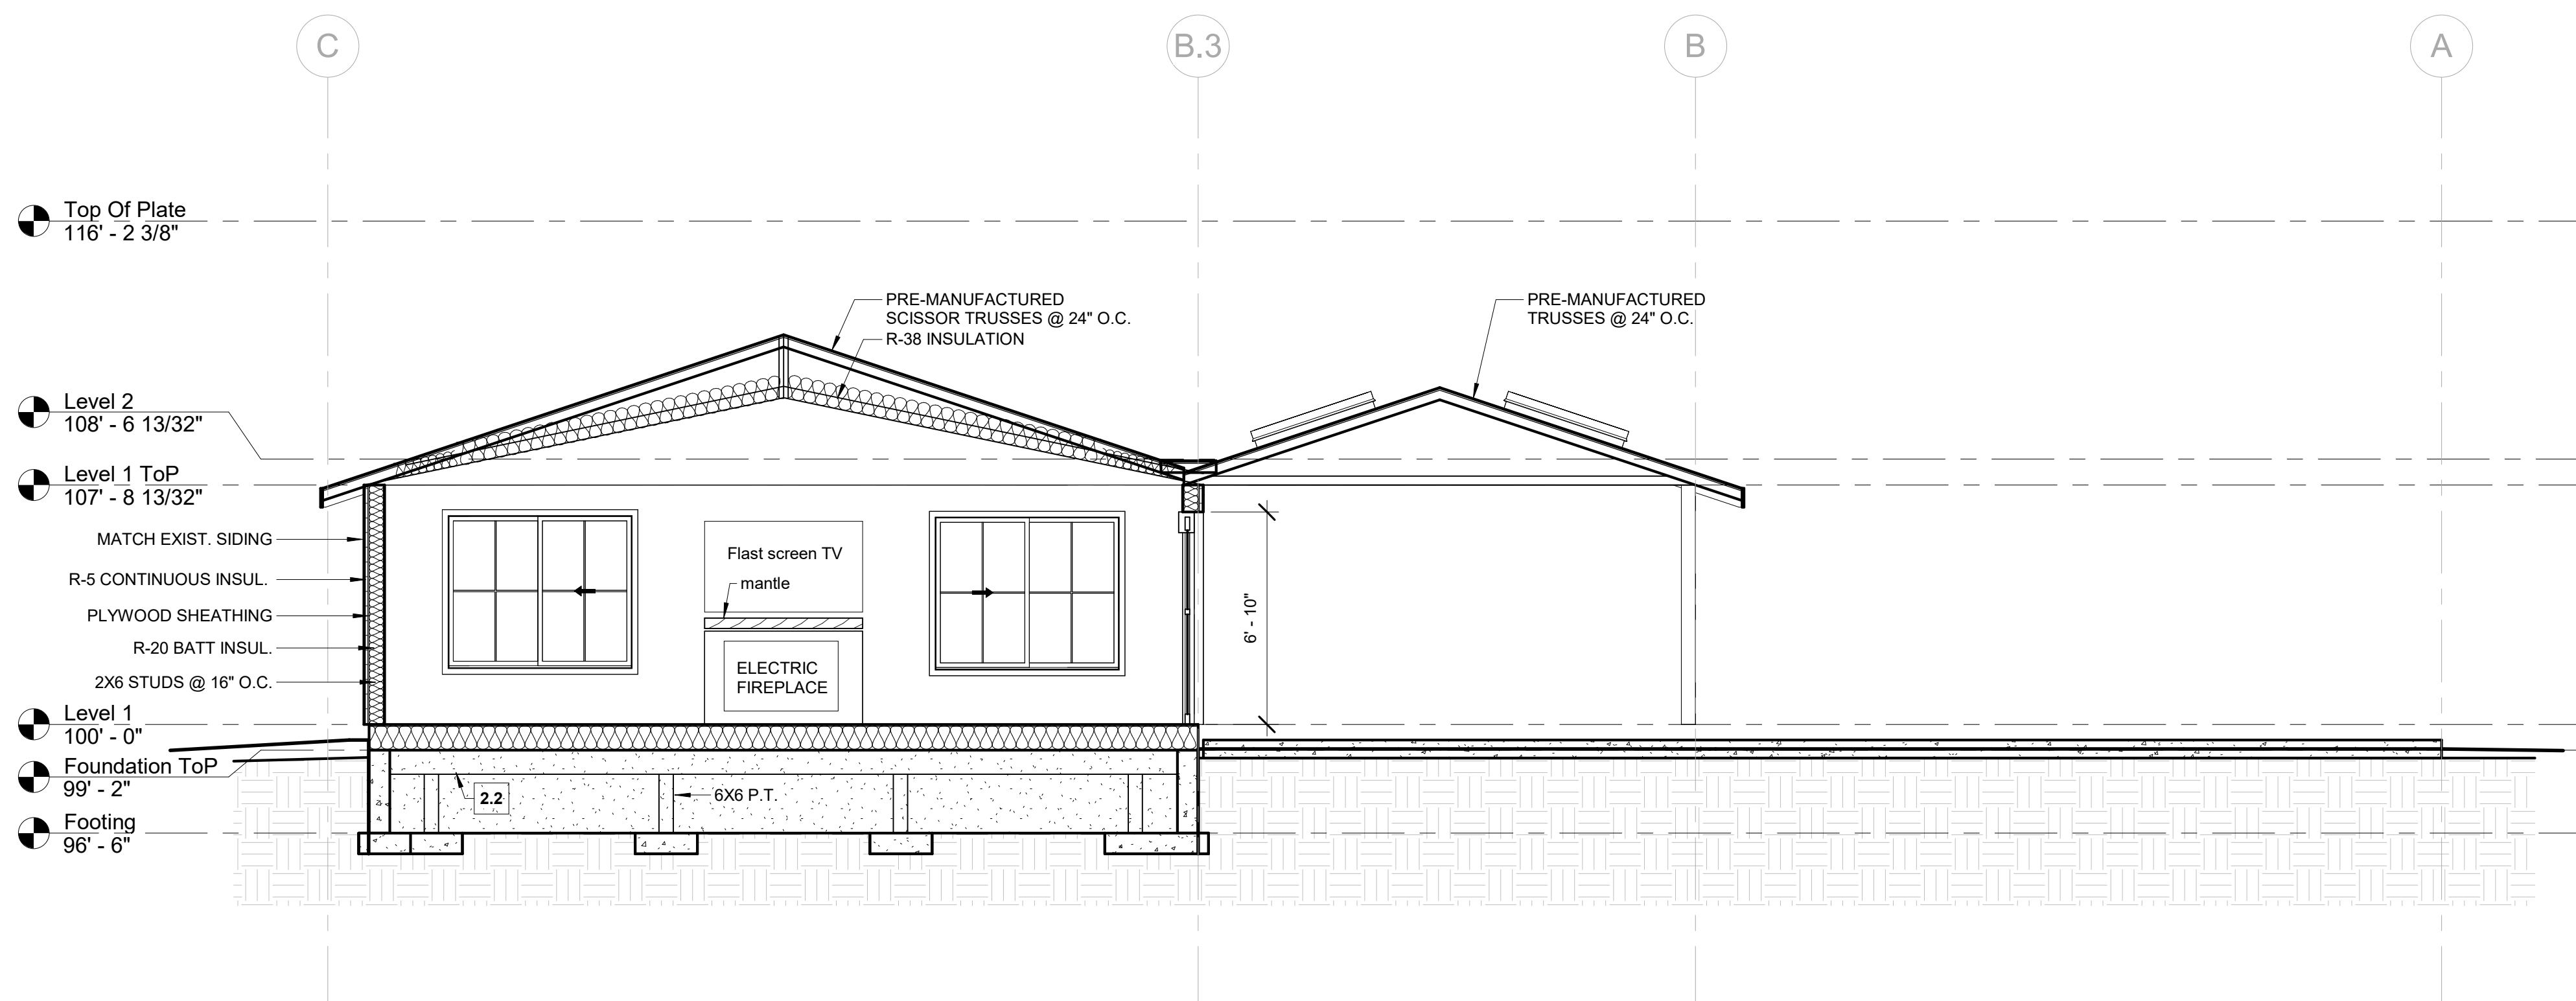 C
B.3
B
A
Top Of Plate
116' - 2 3/8"
PRE-MANUFACTURED
SCISSOR TRUSSES @ 24" O.C.
R-38 INSULATION
PRE-MANUFACTURED
TRUSSES @ 24" O.C.
Level 2
108' - 6 13/32"
Level 1 ToP
107' - 8 13/32"
MATCH EXIST. SIDING
R-5 CONTINUOUS INSUL.
PLYWOOD SHEATHING
R-20 BATT INSUL.
2X6 STUDS @ 16" O.C.
Flast screen TV
mantle
ELECTRIC
FIREPLACE
6' - 10"
Level 1
100' - 0"
Foundation ToP
99' - 2"
Footing
96' - 6"
2.2
6X6 P.T.